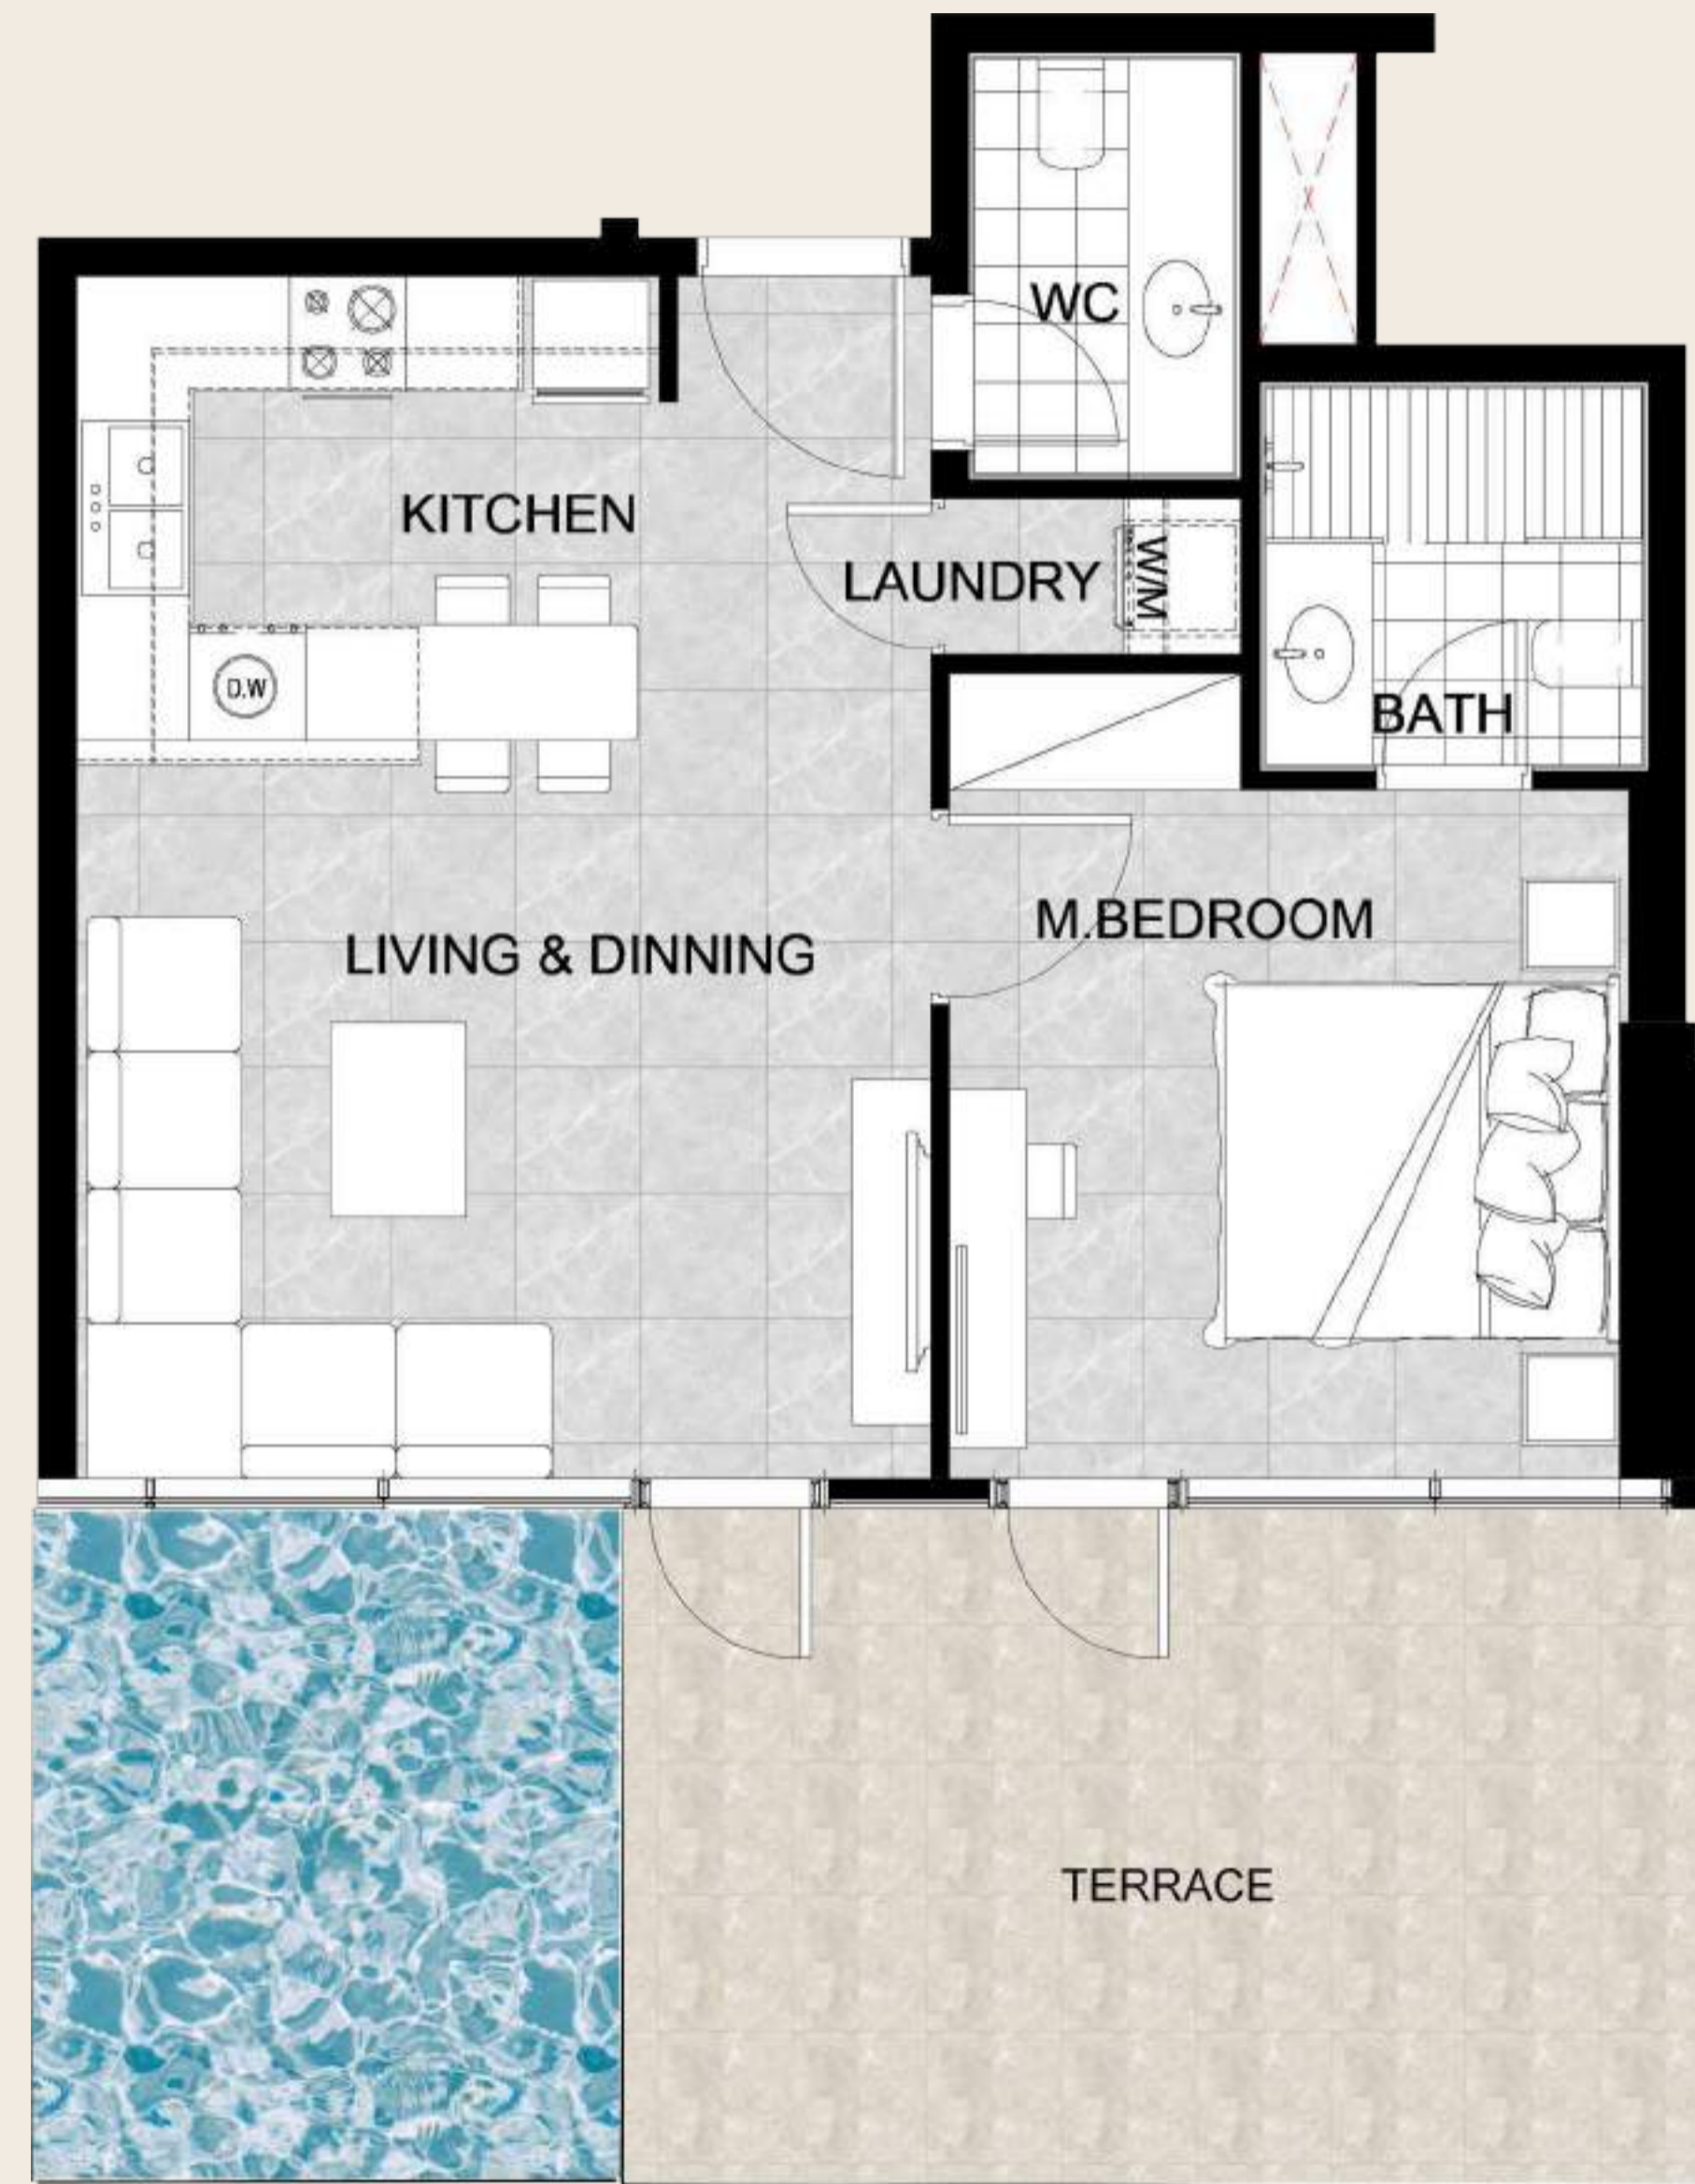 WC
KITCHEN
LAUNDRY
W/M
D.W
BATH
M.BEDROOM
LIVING & DINNING
TERRACE